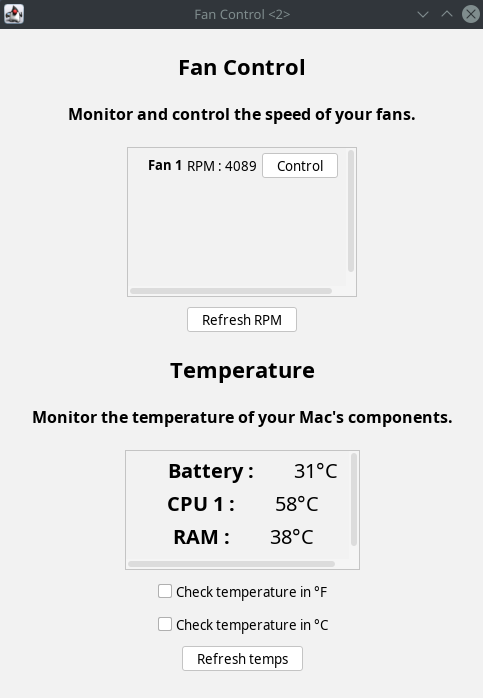 Fan Control <2>
Fan Control
Monitor and control the speed of your fans.
Fan 1 RPM : 4089 Control
Refresh RPM
Temperature
Monitor the temperature of your Mac's components.
Battery : 31°C
CPU 1 : 58°C
RAM : 38°C
Check temperature in °F
Check temperature in °C
Refresh temps